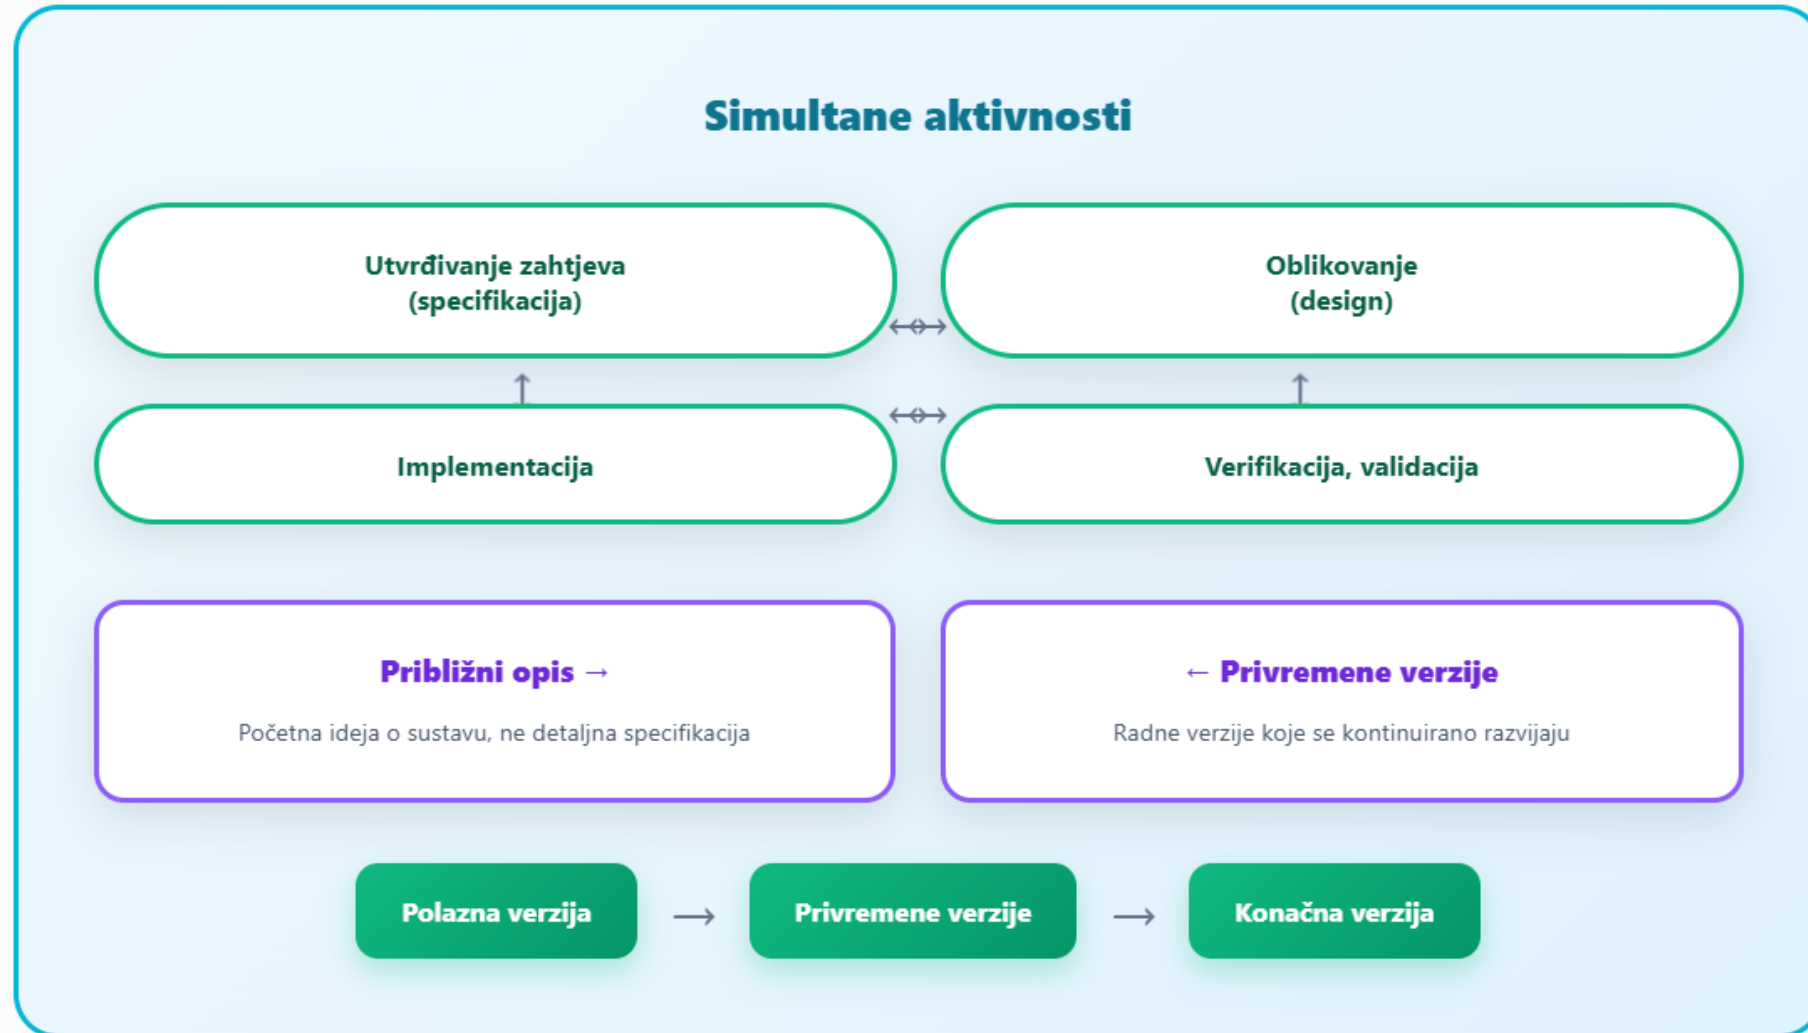 Simultane aktivnosti
Utvrđivanje zahtjeva
(specifikacija)
Oblikovanje
(design)
Implementacija
Verifikacija, validacija
Približni opis →
Početna ideja o sustavu, ne detaljna specifikacija
← Privremene verzije
Radne verzije koje se kontinuirano razvijaju
Polazna verzija
Privremene verzije
Konačna verzija